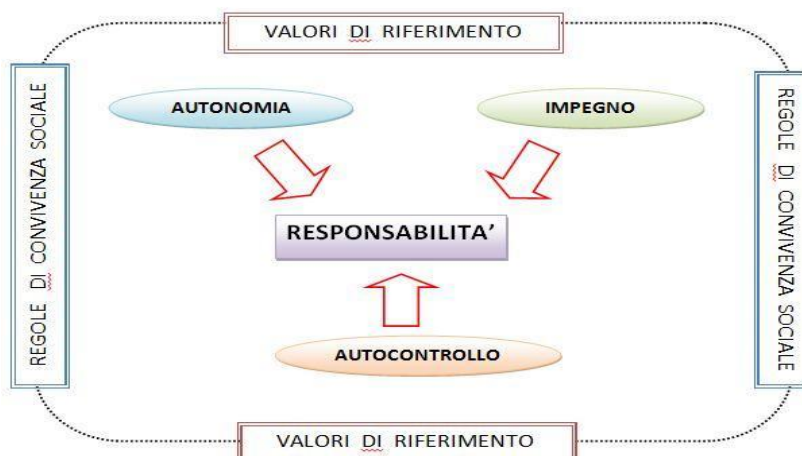 VALORI DI RIFERIMENTO
REGOLE DI CONVIVENZA SOCIALE
AUTONOMIA
IMPEGNO
REGOLE DI CONVIVENZA SOCIALE
RESPONSABILITA’
AUTOCONTROLLO
VALORI DI RIFERIMENTO